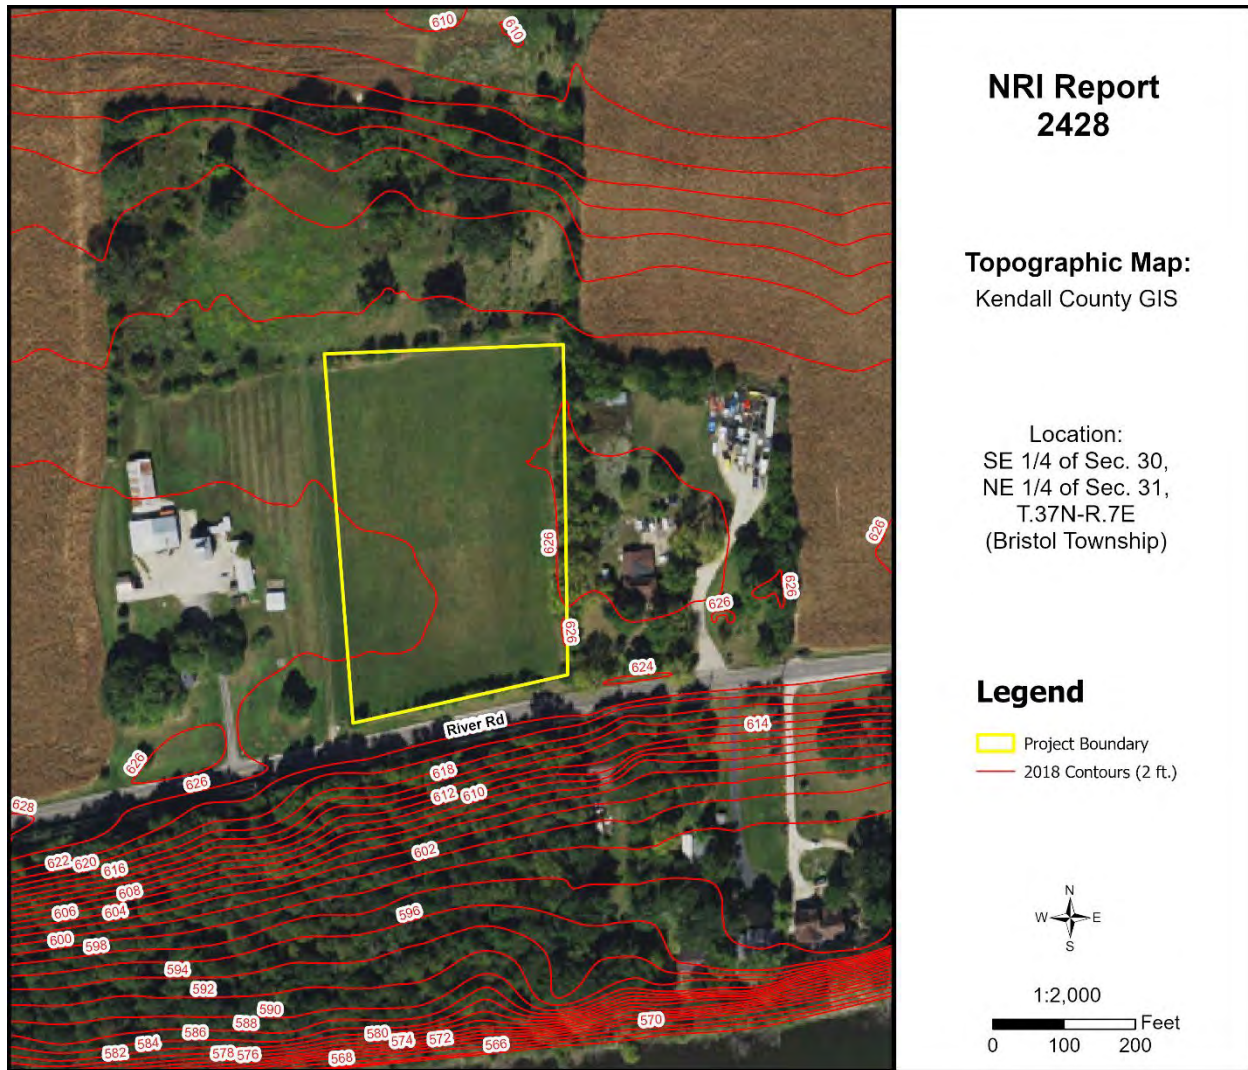 610
610
626
626
626
626
626
624
626
626
628
River Rd
614
618
612
610
622
620
616
602
608
606
604
596
600
598
594
592
590
588
586
584
582
580
578
576
574
572
570
568
566
NRI Report
2428
Topographic Map:
Kendall County GIS
Location:
SE 1/4 of Sec. 30,
NE 1/4 of Sec. 31,
T.37N-R.7E
(Bristol Township)
Legend
Project Boundary
2018 Contours (2 ft.)
N
W E
S
1:2,000
Feet
0 100 200